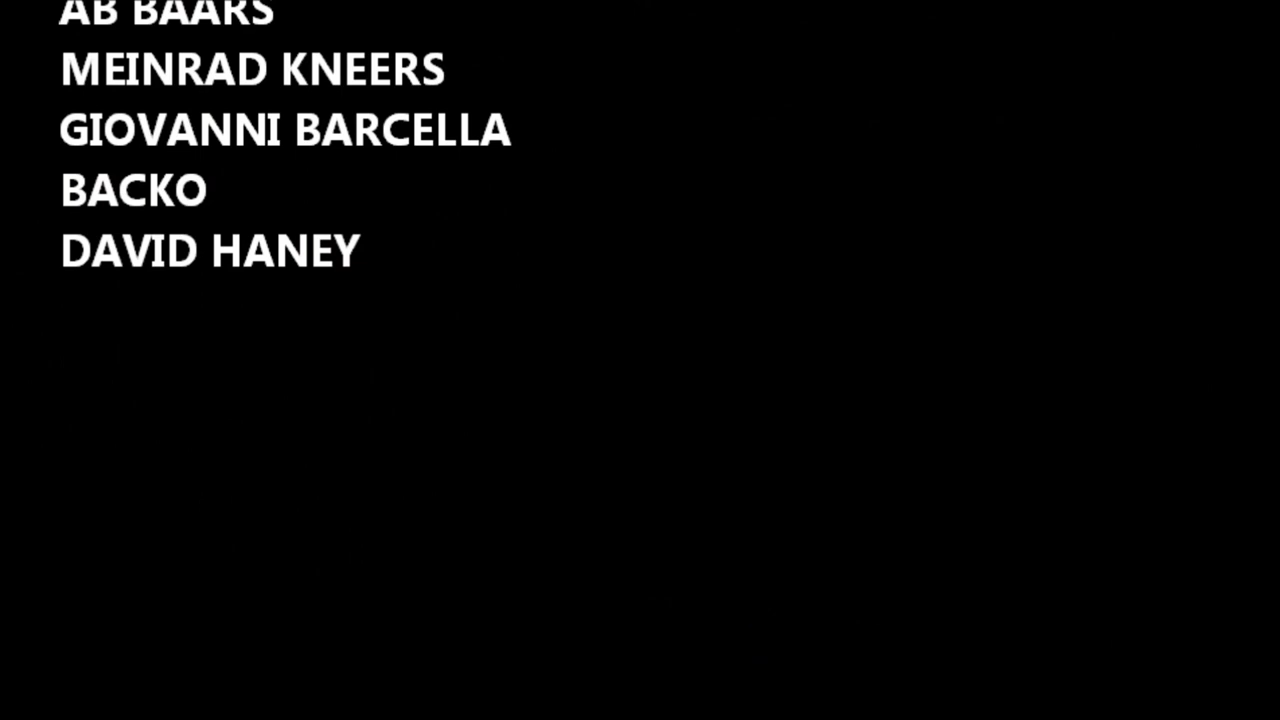 AB BAARS
MEINRAD KNEERS
GIOVANNI BARCELLA
BACKO
DAVID HANEY